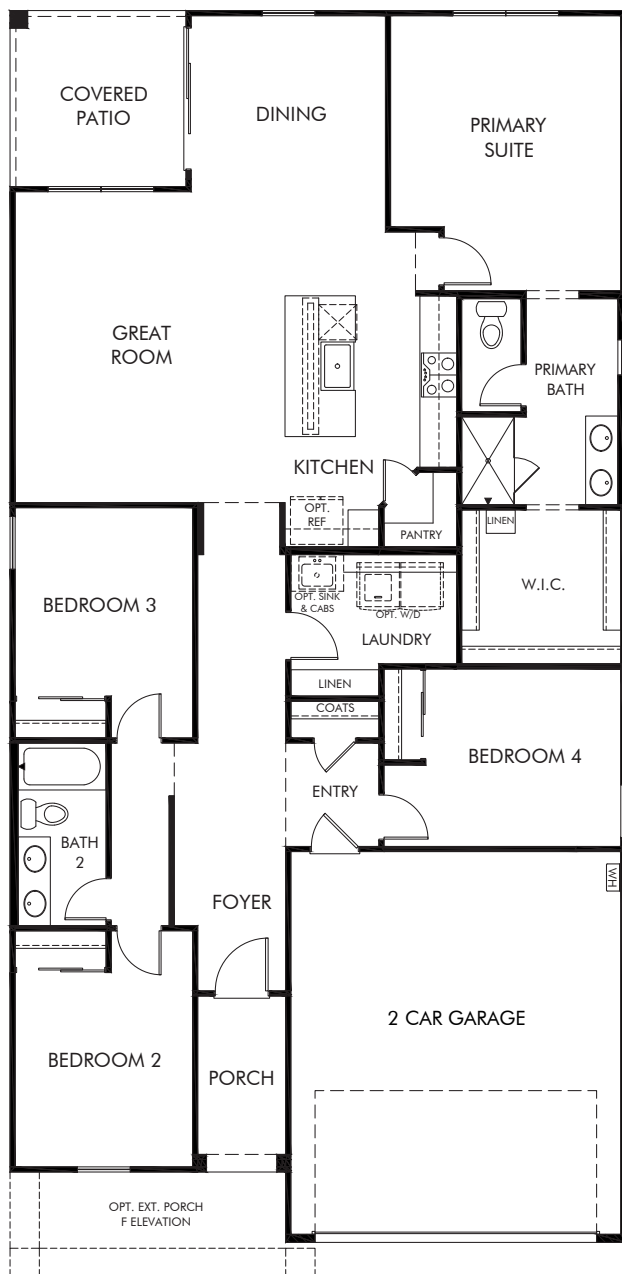 COVERED
PATIO
DINING
PRIMARY
SUITE
GREAT
ROOM
PRIMARY
BATH
KITCHEN
OPT.
REF
PANTRY
LINEN
W.I.C.
OPT. SINK
& CABS
OPT. W/D
LAUNDRY
BEDROOM 3
LINEN
COATS
BEDROOM 4
ENTRY
BATH
2
WH
FOYER
2 CAR GARAGE
BEDROOM 2
PORCH
OPT. EXT. PORCH
F ELEVATION